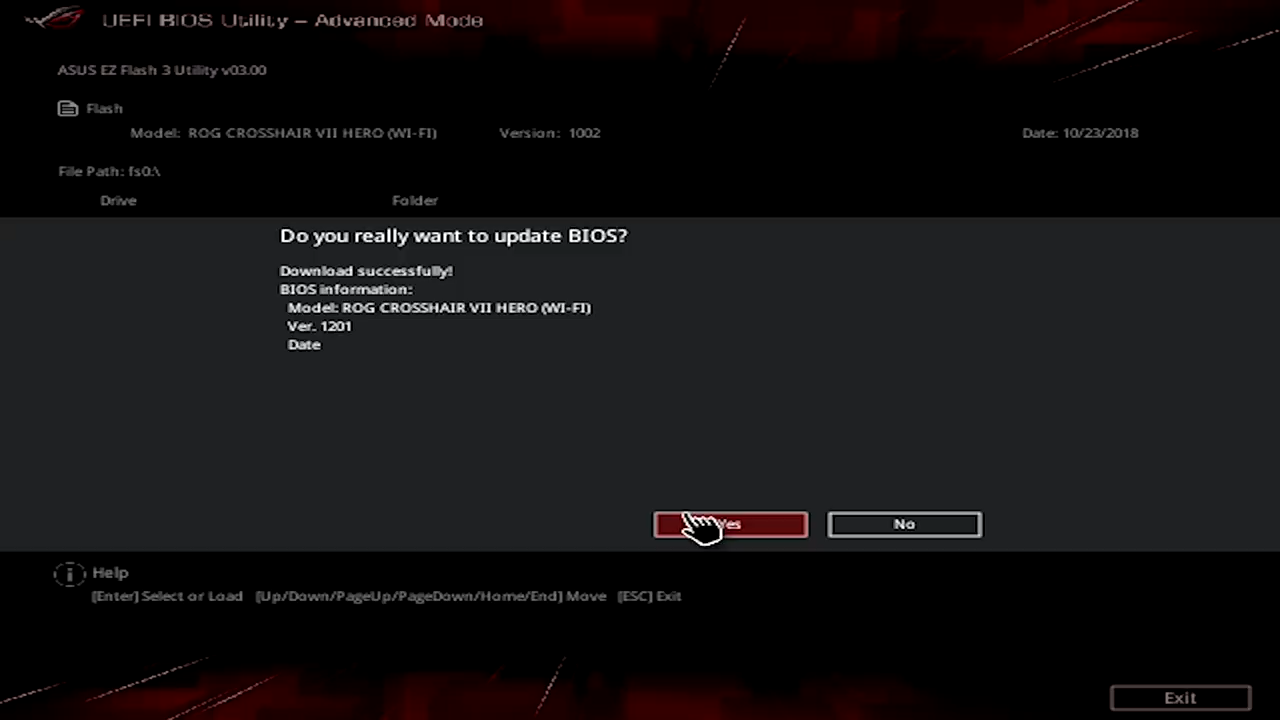 UEFI BIOS Utility – Advanced Mode
ASUS EZ Flash 3 Utility v03.00
Flash
Model: ROG CROSSHAIR VII HERO (WI-FI) Version: 1002 Date: 10/23/2018
File Path: fs0:\
Drive Folder
Do you really want to update BIOS?
Download successfully!
BIOS information:
Model: ROG CROSSHAIR VII HERO (WI-FI)
Ver. 1201
Date
Yes No
i Help
[Enter] Select or Load [Up/Down/PageUp/PageDown/Home/End] Move [ESC] Exit
Exit